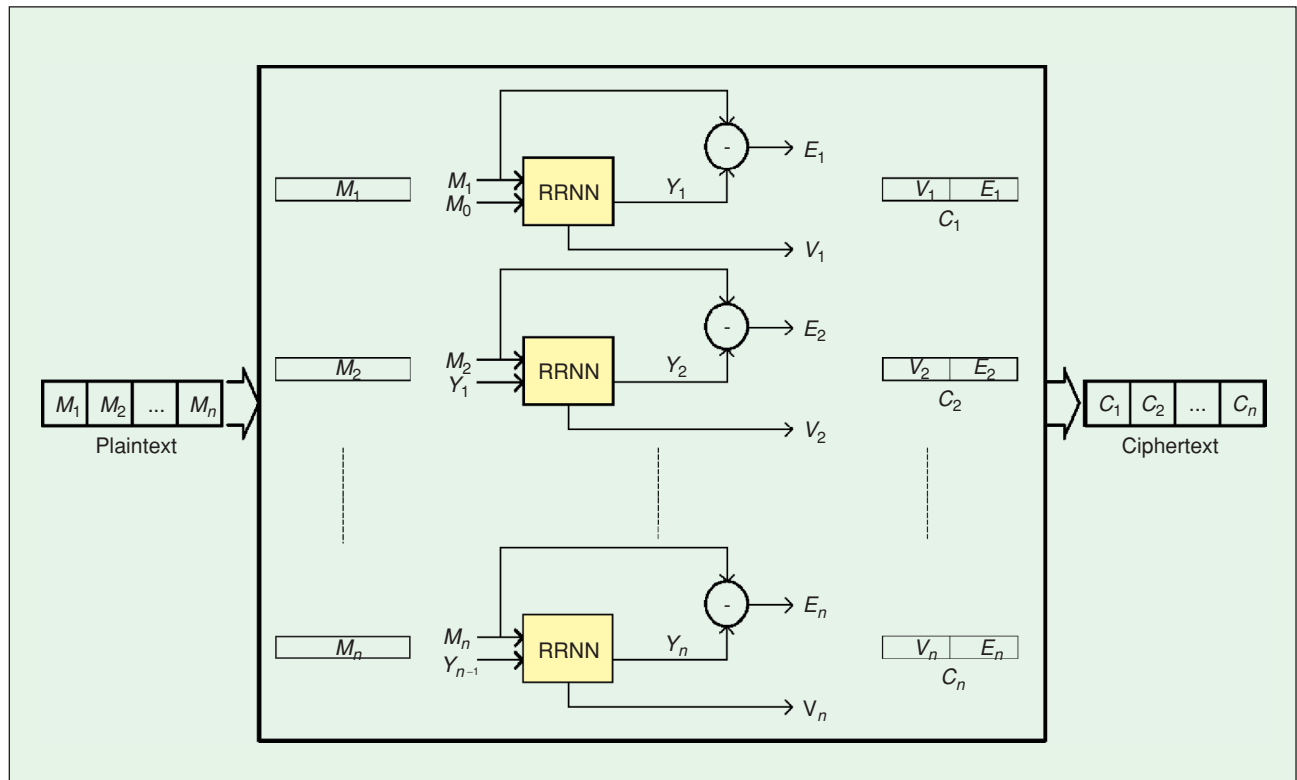 E₁
M₁
M₁
M₀
RRNN
Y₁
-
V₁ E₁
C₁
V₁
E₂
M₂
M₂
Y₁
RRNN
Y₂
-
V₂ E₂
C₂
V₂
M₁ M₂ ... Mₙ
Plaintext
C₁ C₂ ... Cₙ
Ciphertext
Eₙ
Mₙ
Mₙ
Yₙ₋₁
RRNN
Yₙ
-
Vₙ Eₙ
Cₙ
Vₙ